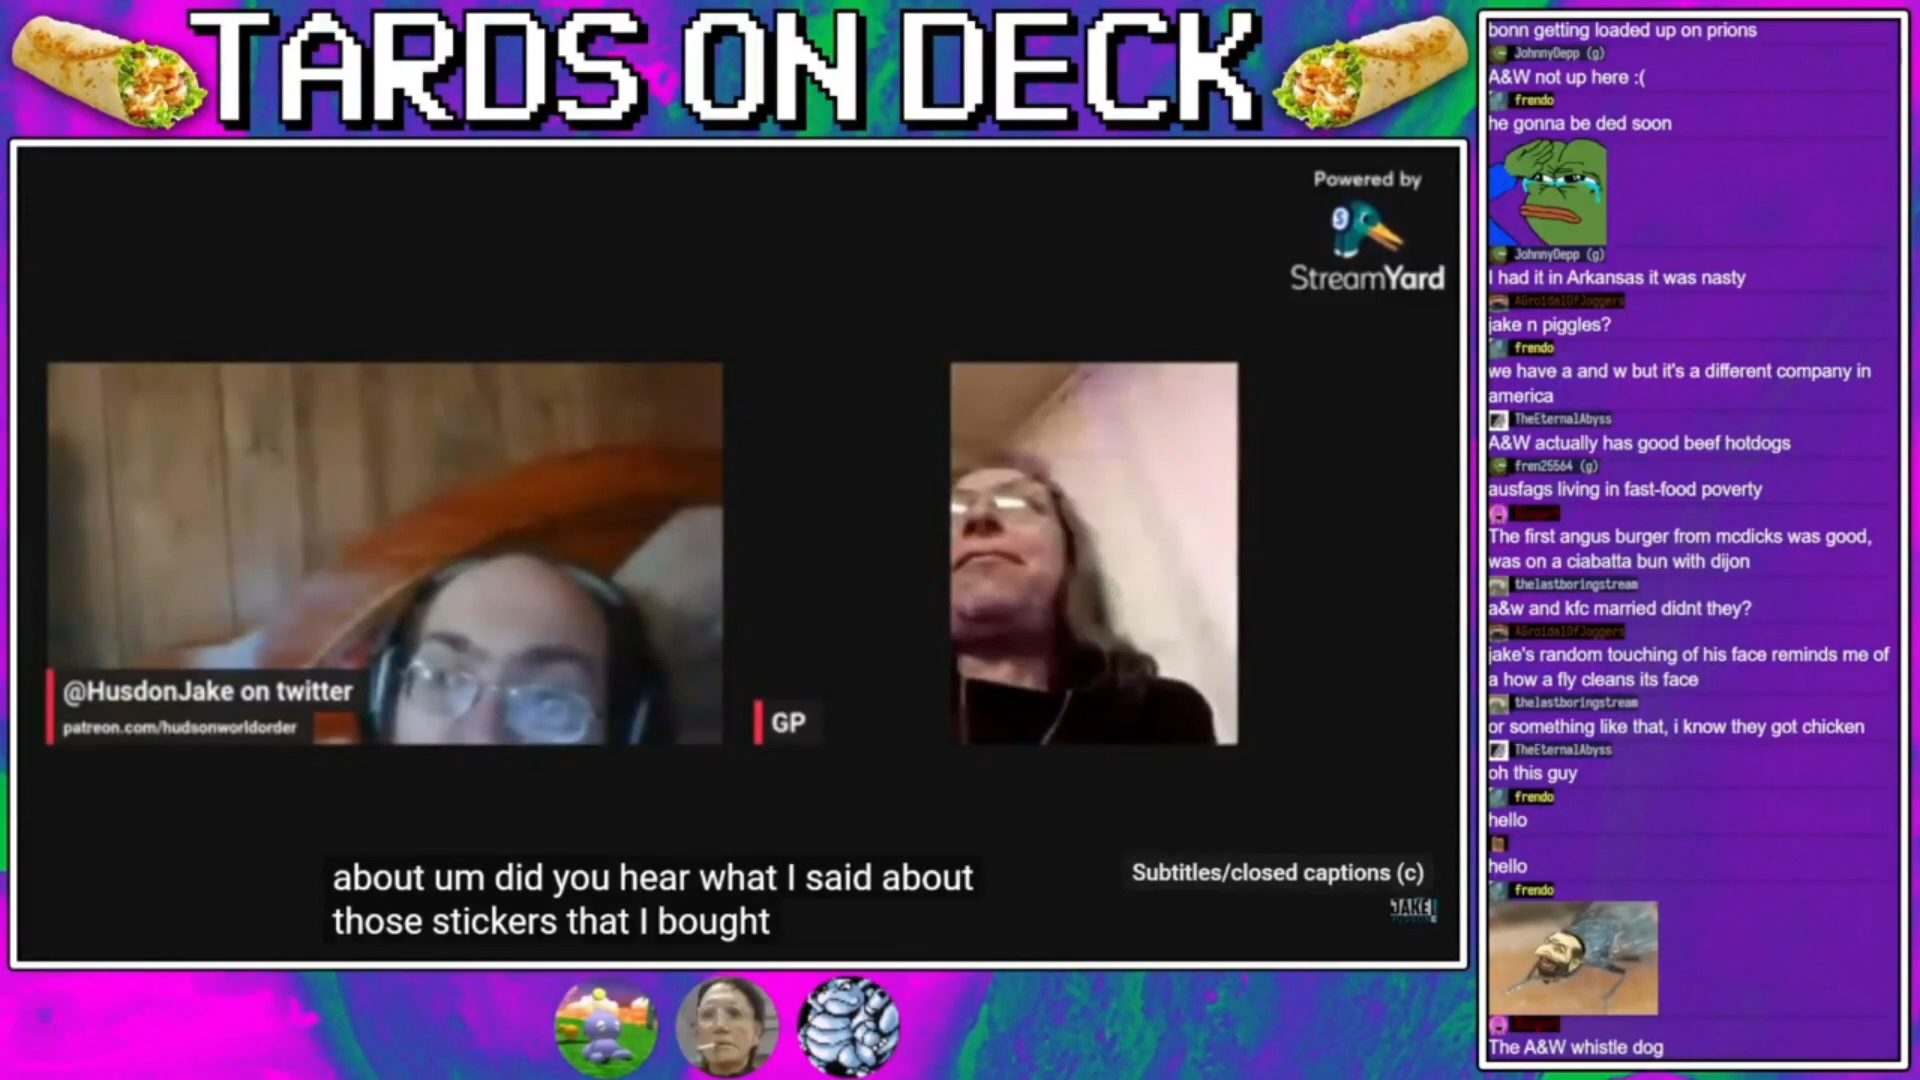 TARDS ON DECK
Powered by
StreamYard
@HusdonJake on twitter
patreon.com/hudsonworldorder
GP
about um did you hear what I said about
those stickers that I bought
Subtitles/closed captions (c)
JAKE
bonn getting loaded up on prions
JohnnyDepp (g)
A&W not up here :(
frendo
he gonna be ded soon
JohnnyDepp (g)
I had it in Arkansas it was nasty
AGroidalOfJoggers
jake n piggles?
frendo
we have a and w but it's a different company in
america
TheEternalAbyss
A&W actually has good beef hotdogs
fren25564 (g)
ausfags living in fast-food poverty
The first angus burger from mcdicks was good,
was on a ciabatta bun with dijon
thelastboringstream
a&w and kfc married didnt they?
AGroidalOfJoggers
jake's random touching of his face reminds me of
a how a fly cleans its face
thelastboringstream
or something like that, i know they got chicken
TheEternalAbyss
oh this guy
frendo
hello
hello
frendo
The A&W whistle dog